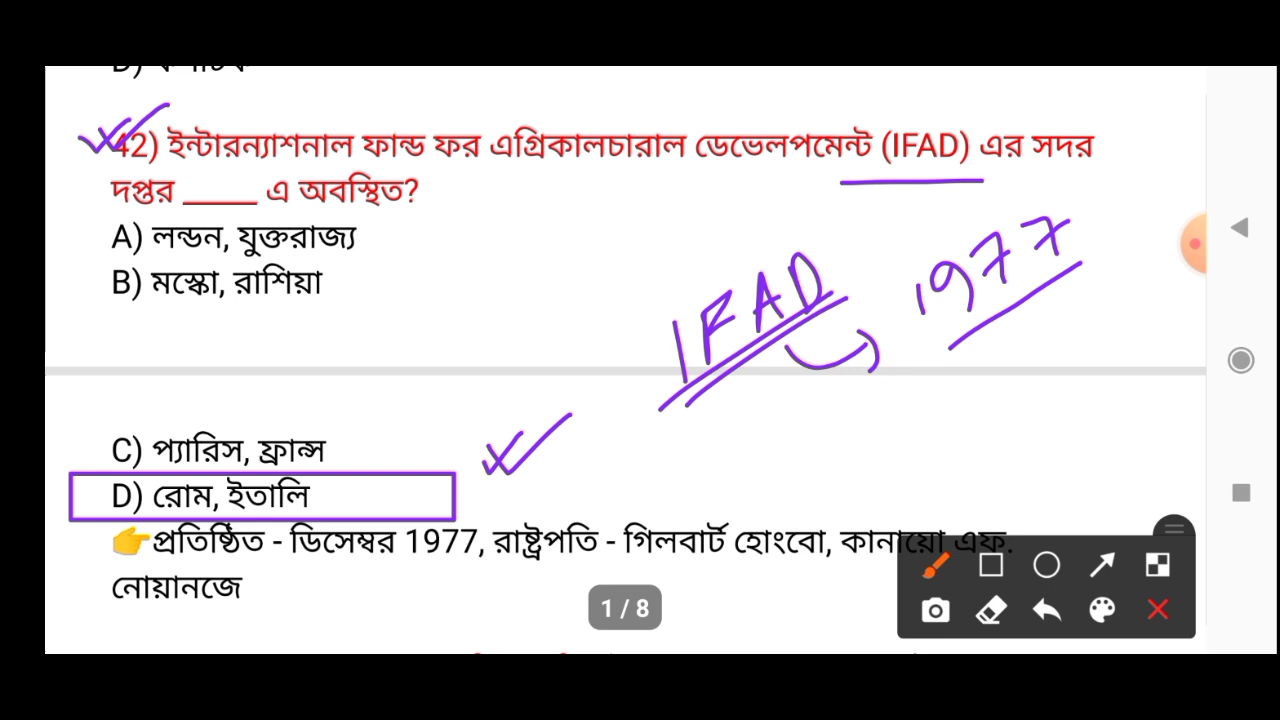 42) ইন্টারন্যাশনাল ফান্ড ফর এগ্রিকালচারাল ডেভেলপমেন্ট (IFAD) এর সদর
দপ্তর _____ এ অবস্থিত?
A) লন্ডন, যুক্তরাজ্য
B) মস্কো, রাশিয়া
IFAD 1977
C) প্যারিস, ফ্রান্স
D) রোম, ইতালি
👉প্রতিষ্ঠিত - ডিসেম্বর 1977, রাষ্ট্রপতি - গিলবার্ট হোংবো, কানায়ো এফ.
নোয়ানজে
1 / 8